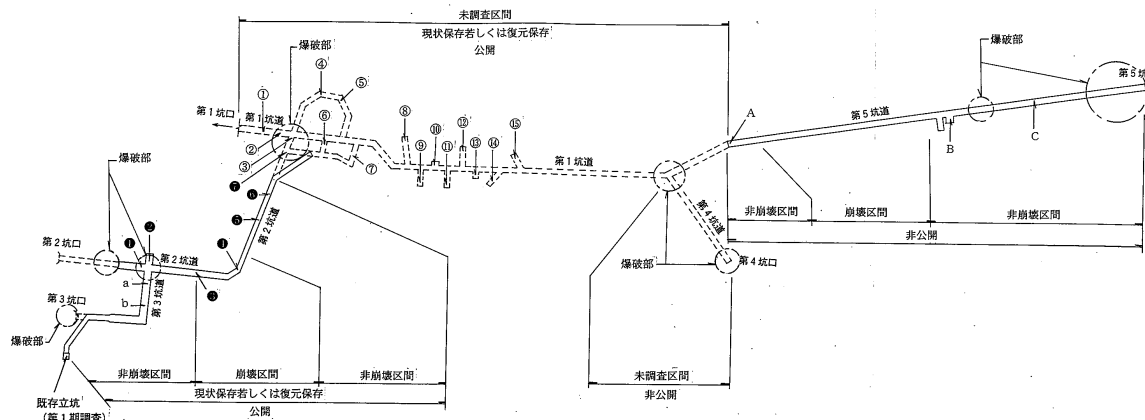 未調査区間
現状保存若しくは復元保存
公開
爆破部
④
⑤
①
第1坑口
第1坑道
②
⑥
③
⑦
❼
⑧
⑩
⑫
⑮
⑨
⑪
⑬
⑭
第1坑道
A
第5坑道
爆破部
第5坑
B
C
非崩壊区間
崩壊区間
非崩壊区間
非公開
爆破部
❻
❺
第2坑道
❷
❶
第2坑口
第2坑道
❸
a
b
第3坑道
第3坑口
爆破部
第4坑道
爆破部
第4坑口
非崩壊区間
崩壊区間
非崩壊区間
現状保存若しくは復元保存
公開
未調査区間
非公開
既存立坑
(第1期調査)